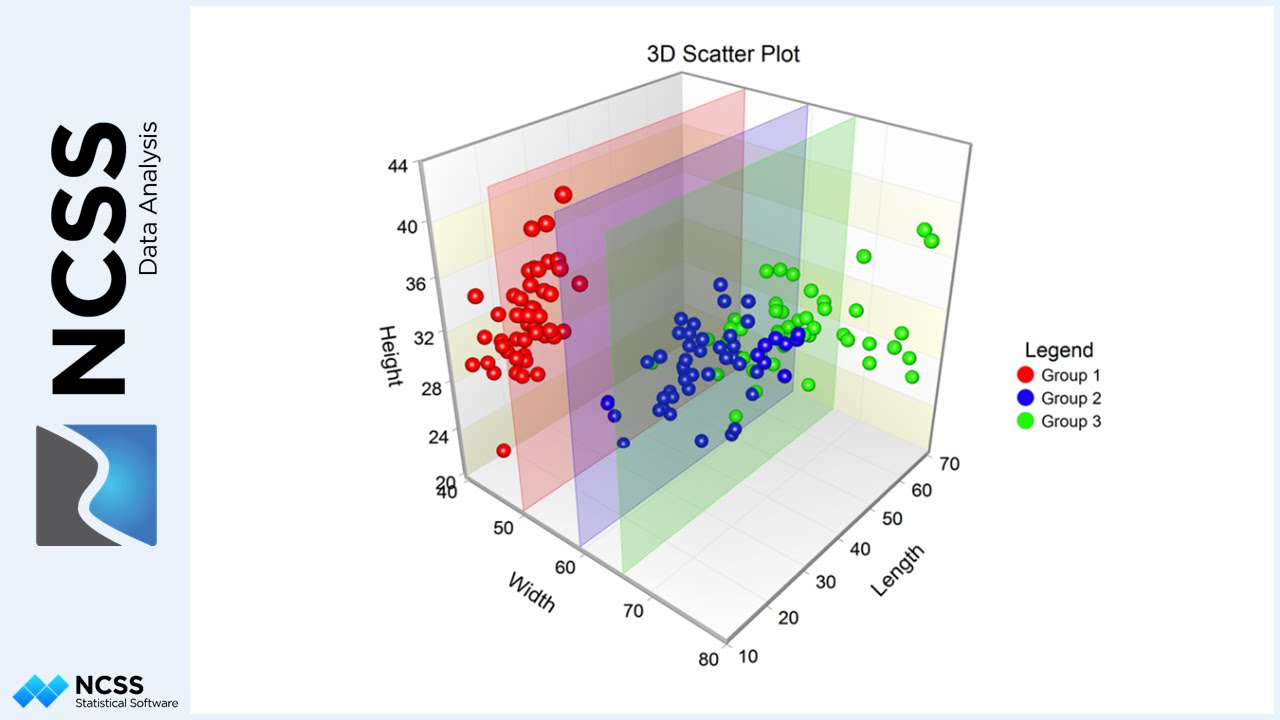 NCSS
Data Analysis
NCSS
Statistical Software
3D Scatter Plot
Height
44
40
36
32
28
24
20
40
50
60
70
80
Width
10
20
30
40
50
60
70
Length
Legend
Group 1
Group 2
Group 3